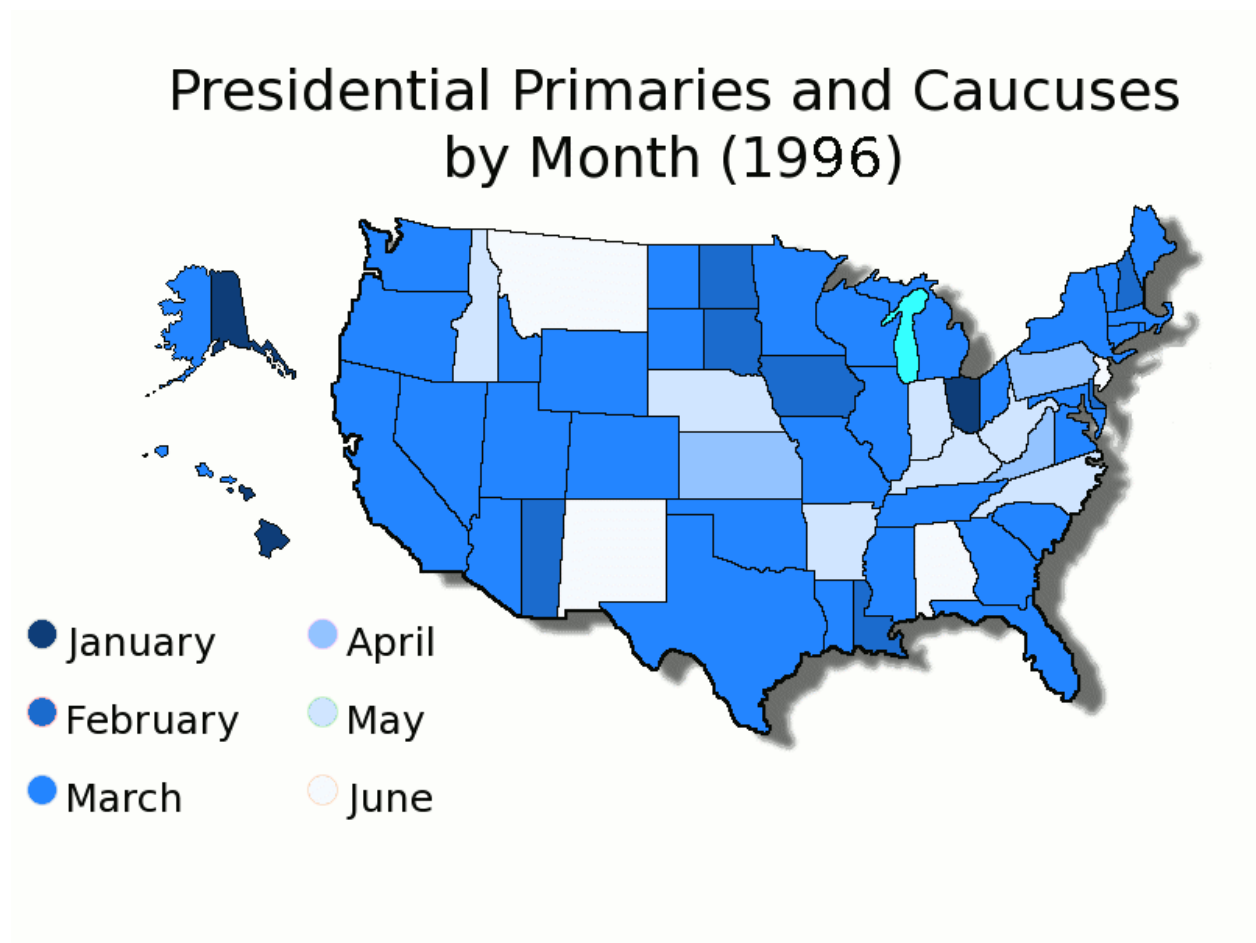 Presidential Primaries and Caucuses
by Month (1996)
January
February
March
April
May
June